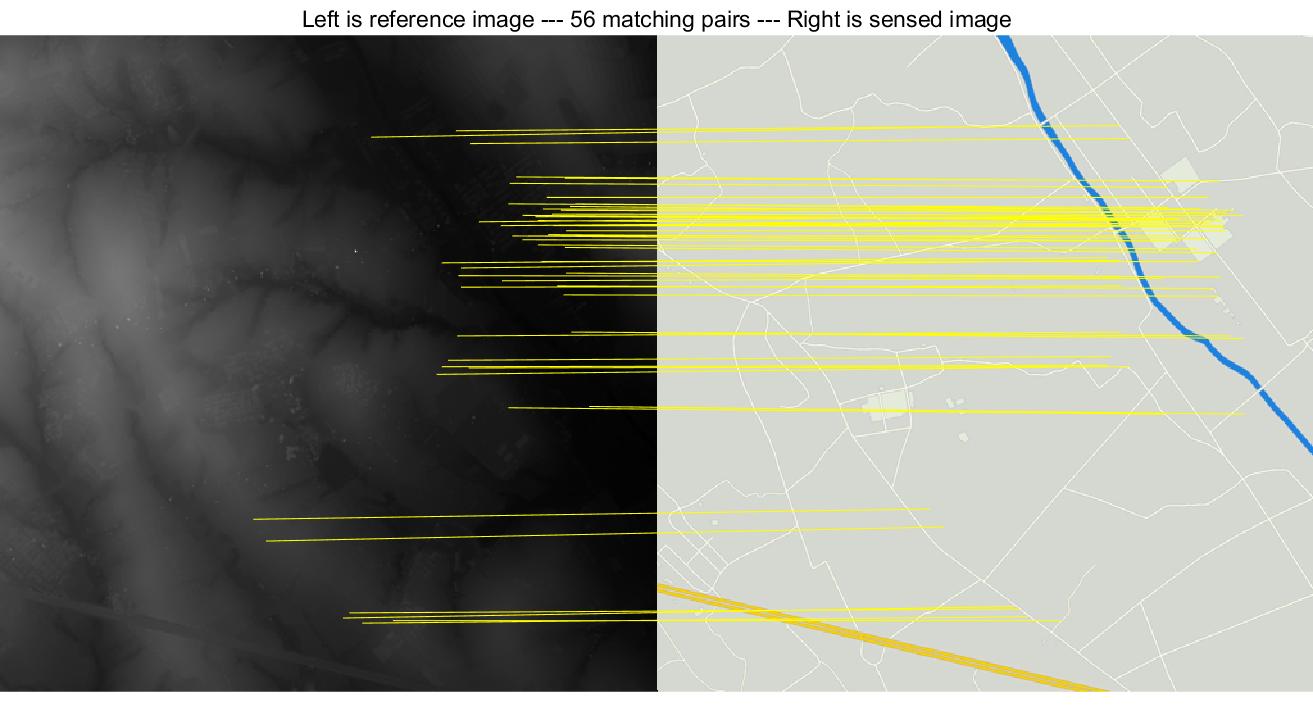 Left is reference image --- 56 matching pairs --- Right is sensed image